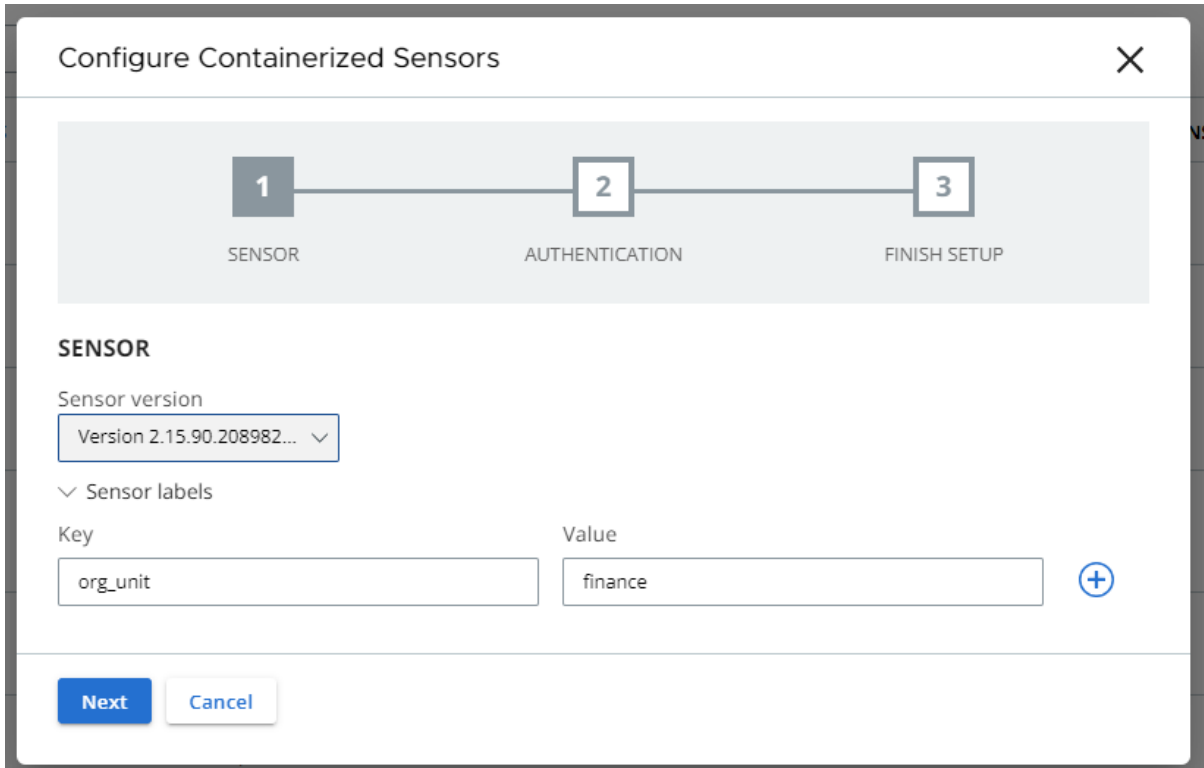 Configure Containerized Sensors
1
2
3
SENSOR
AUTHENTICATION
FINISH SETUP
SENSOR
Sensor version
Version 2.15.90.208982...
Sensor labels
Key
Value
org_unit
finance
Next
Cancel